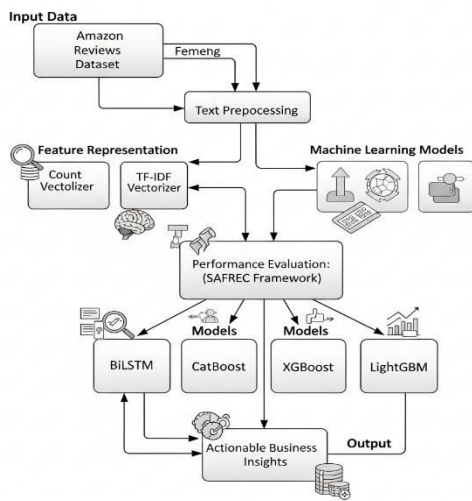 Input Data
Amazon
Reviews
Dataset
Femeng
Text Prepocessing
Feature Representation
Count
Vectolizer
TF-IDF
Vectorizer
Machine Learning Models
Performance Evaluation:
(SAFREC Framework)
Models
Models
BiLSTM
CatBoost
XGBoost
LightGBM
Actionable Business
Insights
Output